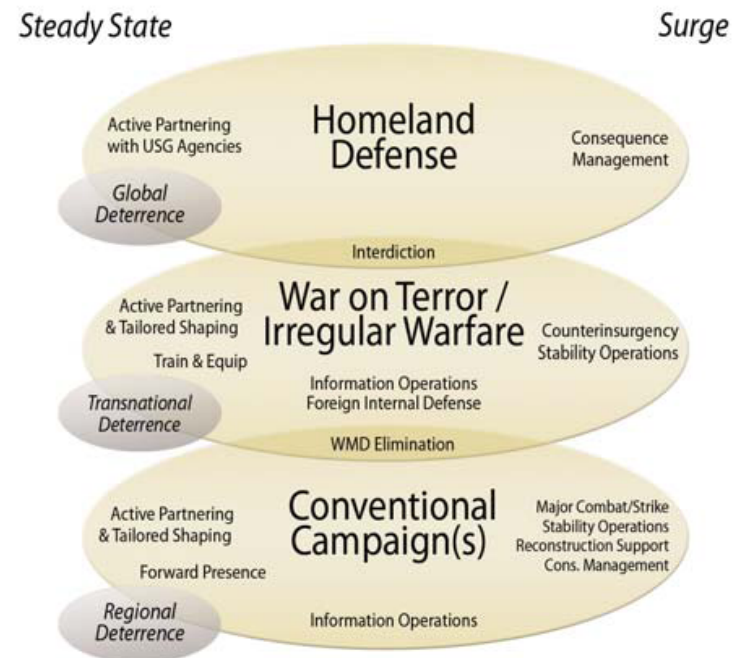 Steady State
Surge
Active Partnering
with USG Agencies
Homeland
Defense
Consequence
Management
Global
Deterrence
Interdiction
Active Partnering
& Tailored Shaping
Train & Equip
War on Terror /
Irregular Warfare
Counterinsurgency
Stability Operations
Information Operations
Foreign Internal Defense
Transnational
Deterrence
WMD Elimination
Active Partnering
& Tailored Shaping
Forward Presence
Conventional
Campaign(s)
Major Combat/Strike
Stability Operations
Reconstruction Support
Cons. Management
Regional
Deterrence
Information Operations